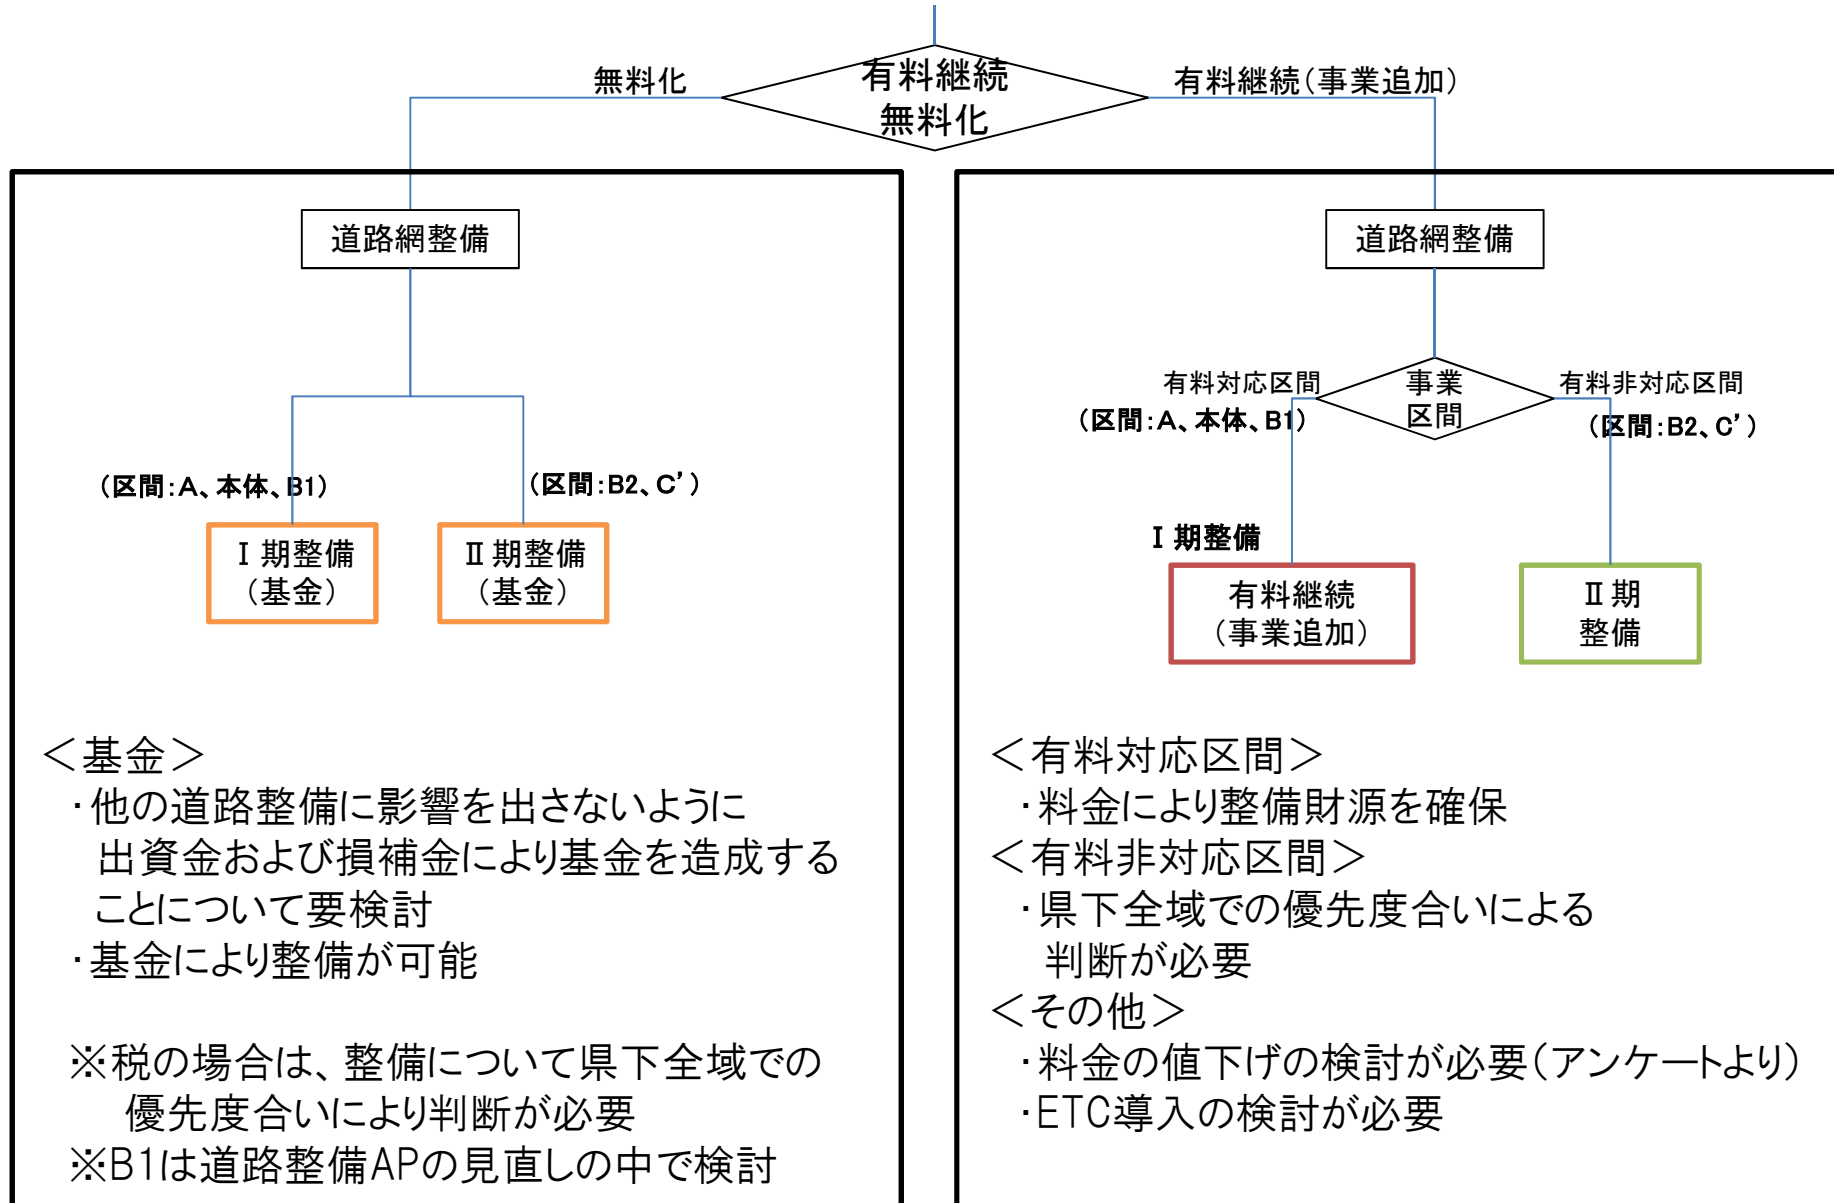 有料継続
無料化
無料化
有料継続（事業追加）
道路網整備
（区間：A、本体、B1）
（区間：B2、C’）
Ⅰ期整備
（基金）
Ⅱ期整備
（基金）
＜基金＞
・他の道路整備に影響を出さないように
出資金および損補金により基金を造成する
ことについて要検討
・基金により整備が可能
※税の場合は、整備について県下全域での
優先度合いにより判断が必要
※B1は道路整備APの見直しの中で検討
道路網整備
事業
区間
有料対応区間
（区間：A、本体、B1）
有料非対応区間
（区間：B2、C’）
Ⅰ期整備
有料継続
（事業追加）
Ⅱ期
整備
＜有料対応区間＞
・料金により整備財源を確保
＜有料非対応区間＞
・県下全域での優先度合いによる
判断が必要
＜その他＞
・料金の値下げの検討が必要（アンケートより）
・ETC導入の検討が必要